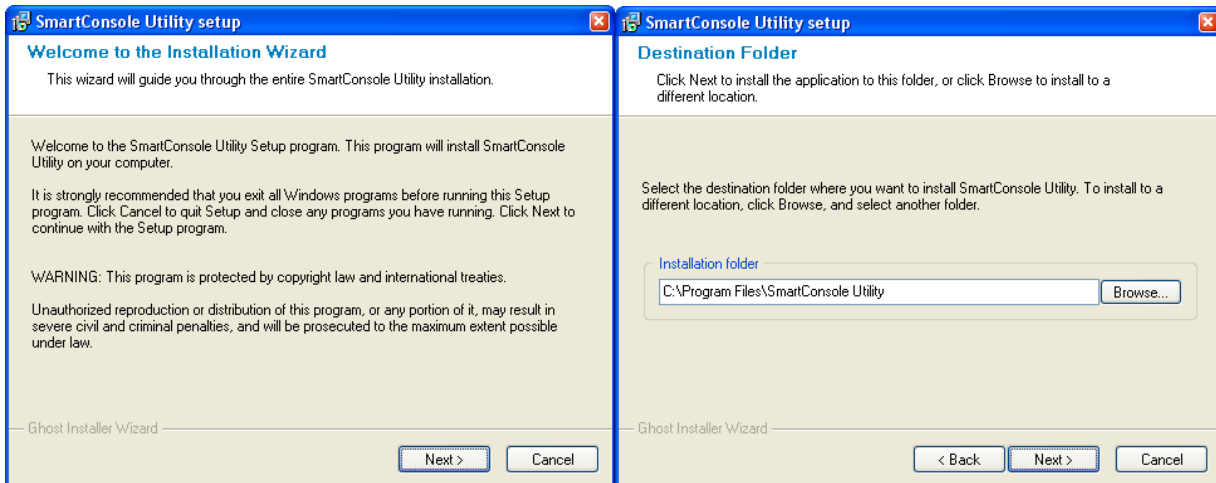 SmartConsole Utility setup
Welcome to the Installation Wizard
This wizard will guide you through the entire SmartConsole Utility installation.
Welcome to the SmartConsole Utility Setup program. This program will install SmartConsole
Utility on your computer.
It is strongly recommended that you exit all Windows programs before running this Setup
program. Click Cancel to quit Setup and close any programs you have running. Click Next to
continue with the Setup program.
WARNING: This program is protected by copyright law and international treaties.
Unauthorized reproduction or distribution of this program, or any portion of it, may result in
severe civil and criminal penalties, and will be prosecuted to the maximum extent possible
under law.
Ghost Installer Wizard
Next >
Cancel
SmartConsole Utility setup
Destination Folder
Click Next to install the application to this folder, or click Browse to install to a
different location.
Select the destination folder where you want to install SmartConsole Utility. To install to a
different location, click Browse, and select another folder.
Installation folder
C:\Program Files\SmartConsole Utility
Browse...
Ghost Installer Wizard
< Back
Next >
Cancel